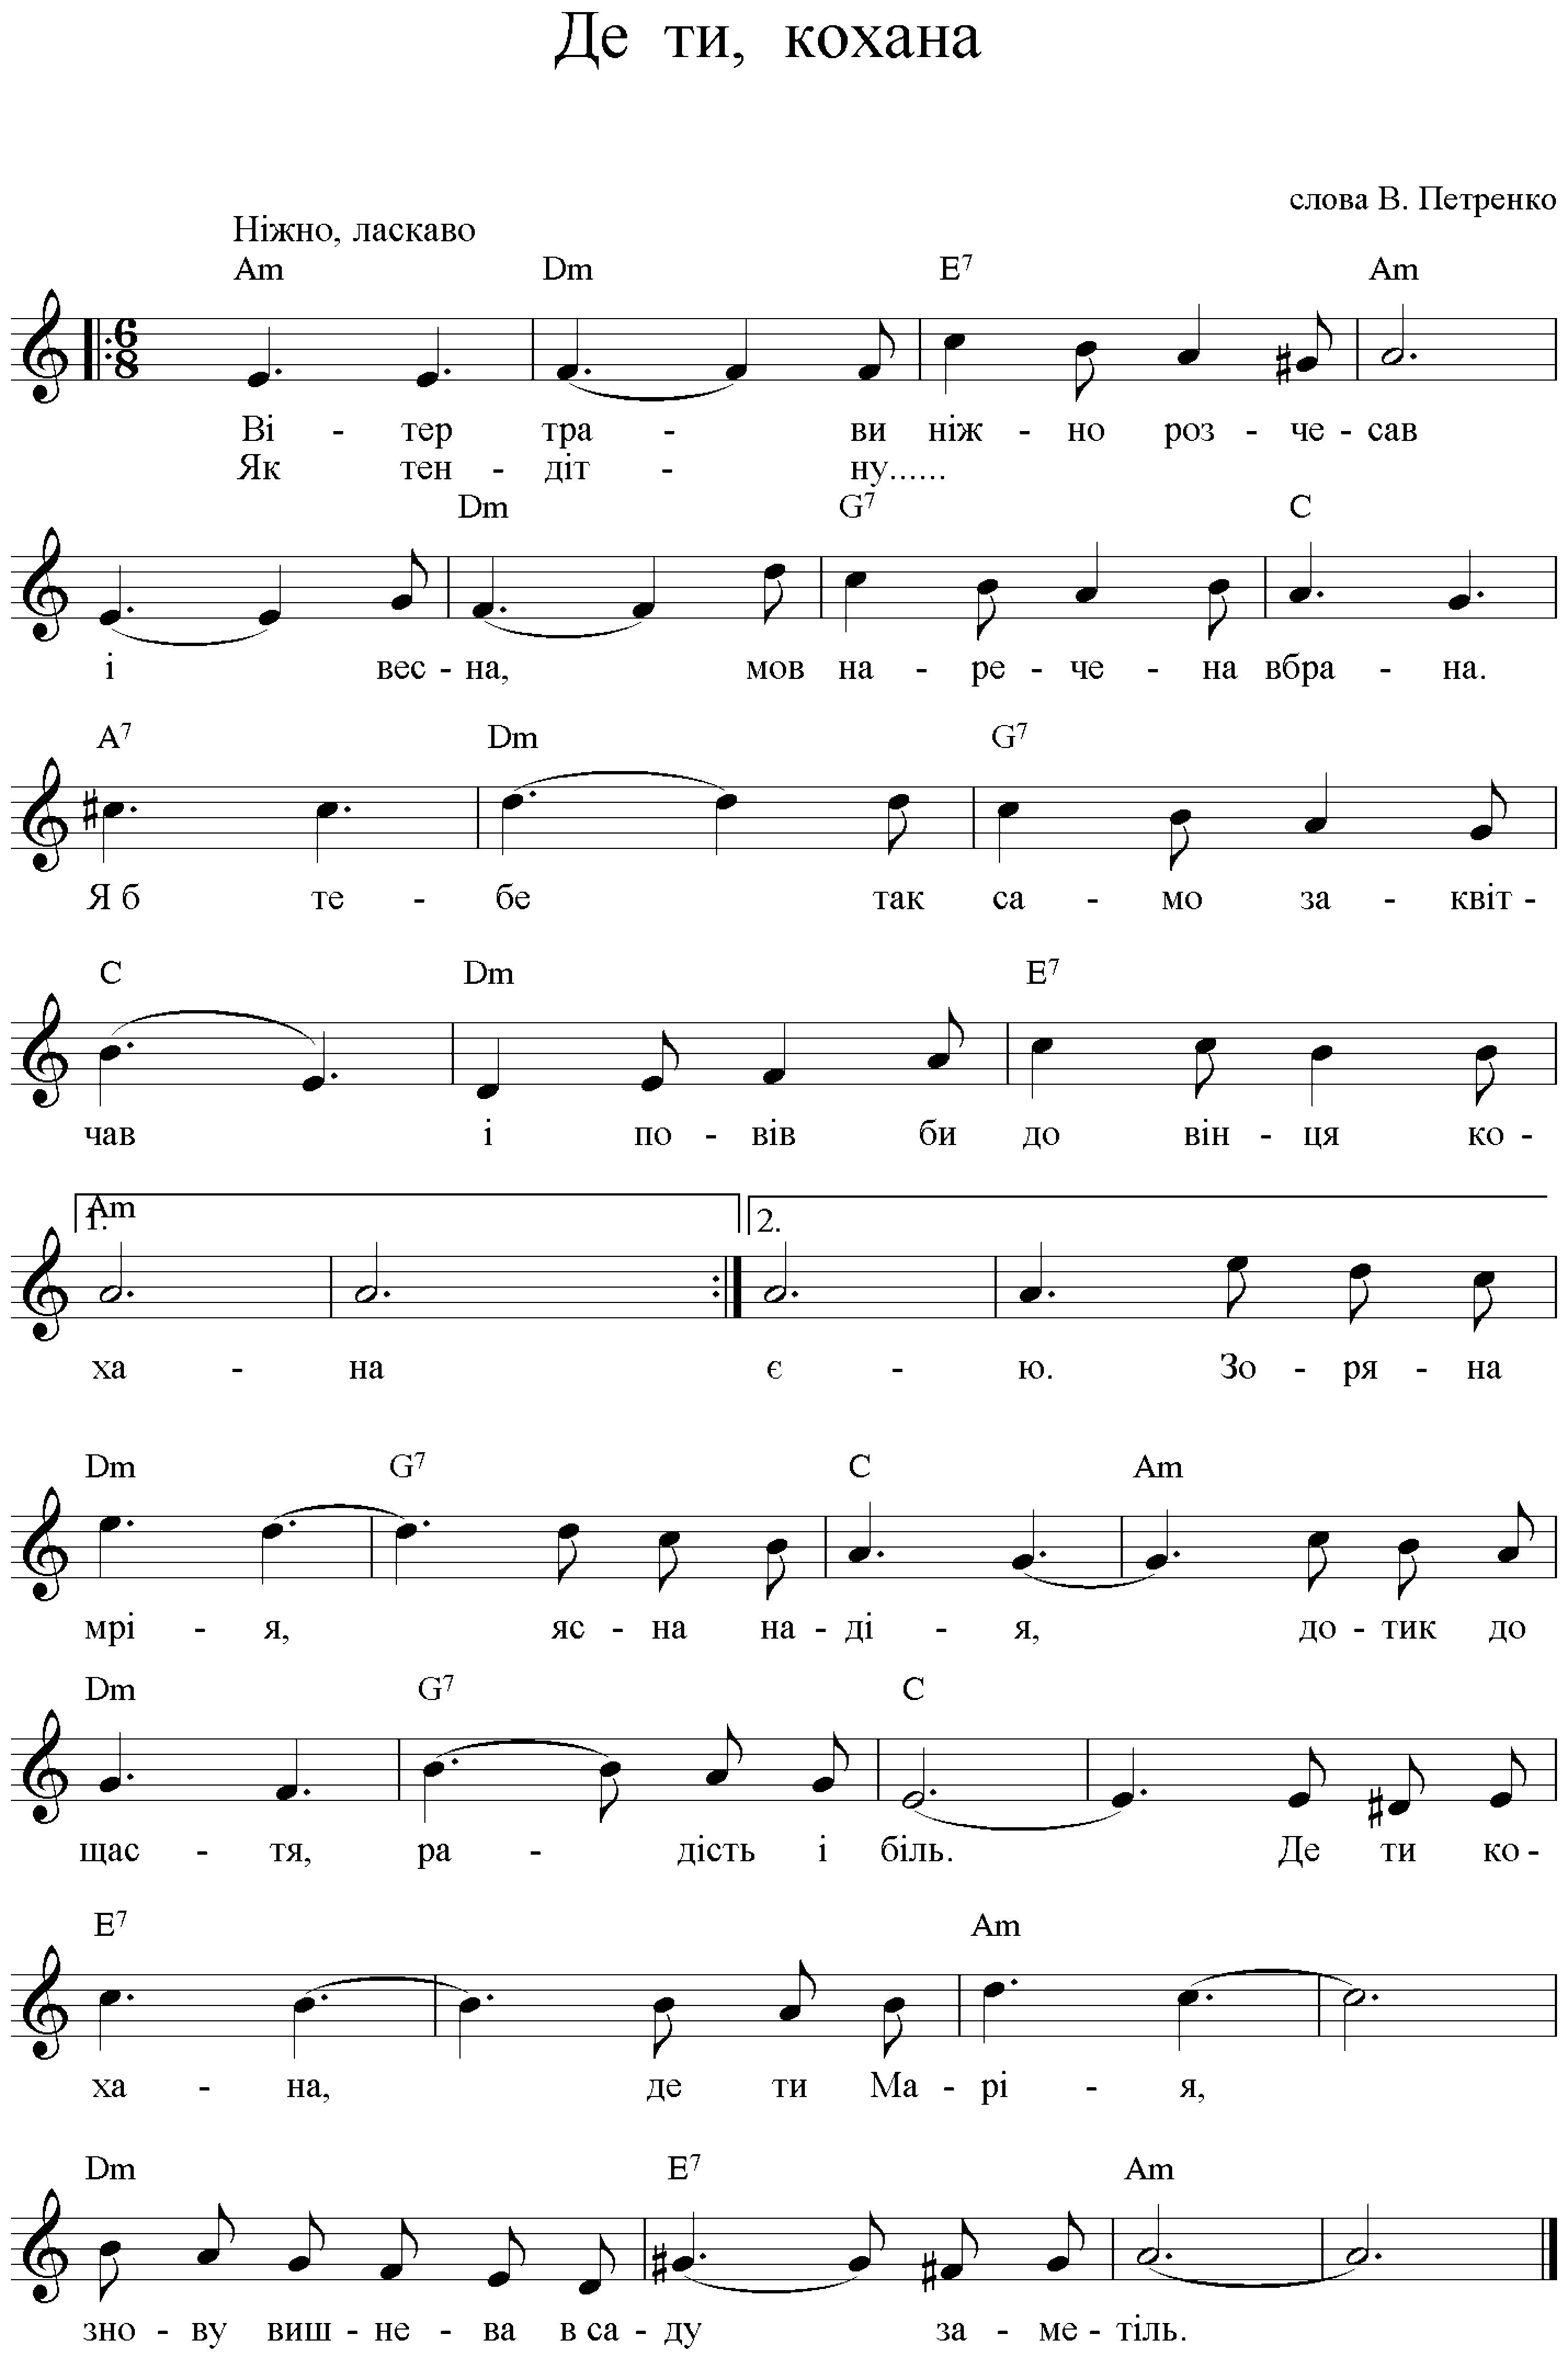 Де ти, кохана
слова В. Петренко
Ніжно, ласкаво
Am Dm E7 Am
6
8
Ві - тер тра - ви ніж - но роз - че - сав
Як тен - діт - ну......
Dm G7 C
і вес - на, мов на - ре - че - на вбра - на.
A7 Dm G7
Я б те - бе так са - мо за - квіт -
C Dm E7
чав і по - вів би до він - ця ко -
Am
1. 2.
ха - на є - ю. Зо - ря - на
Dm G7 C Am
мрі - я, яс - на на - ді - я, до - тик до
Dm G7 C
щас - тя, ра - дість і біль. Де ти ко -
E7 Am
ха - на, де ти Ма - рі - я,
Dm E7 Am
зно - ву виш - не - ва в са - ду за - ме - тіль.